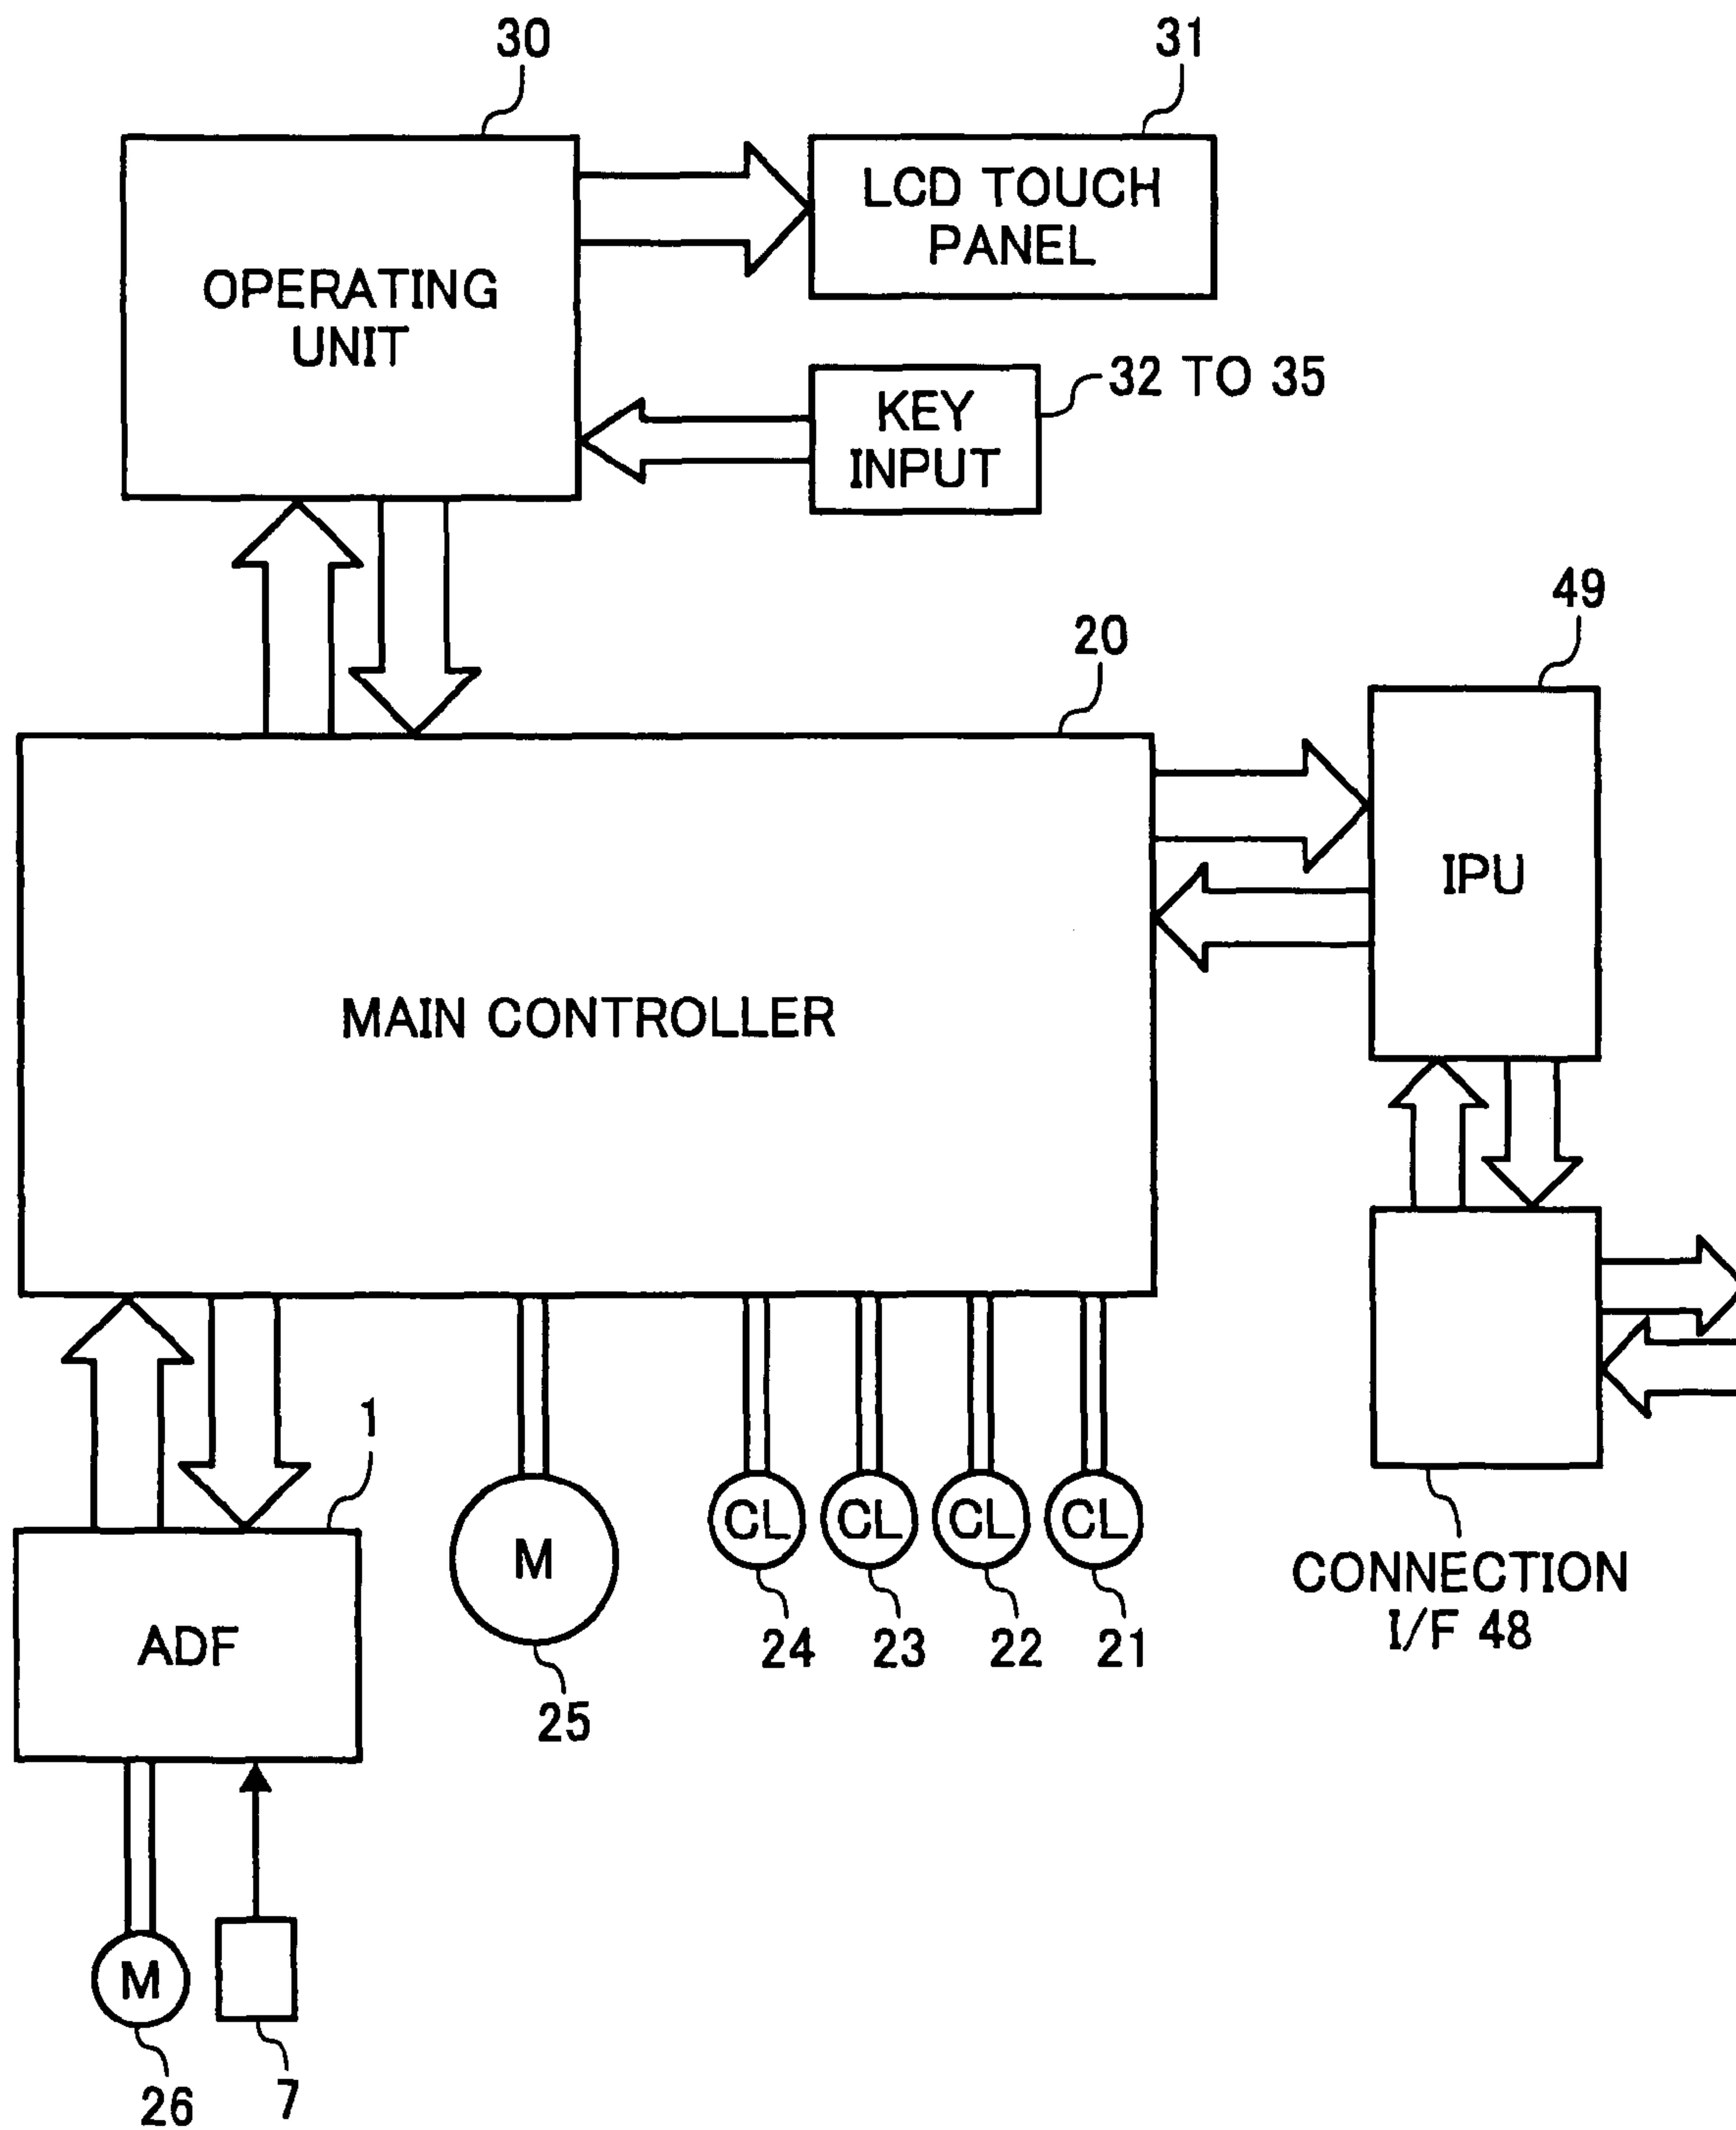 30
31
OPERATING
UNIT
LCD TOUCH
PANEL
32 TO 35
KEY
INPUT
20
49
MAIN CONTROLLER
IPU
1
ADF
M
25
CL
24
CL
23
CL
22
CL
21
CONNECTION
I/F 48
M
26
7